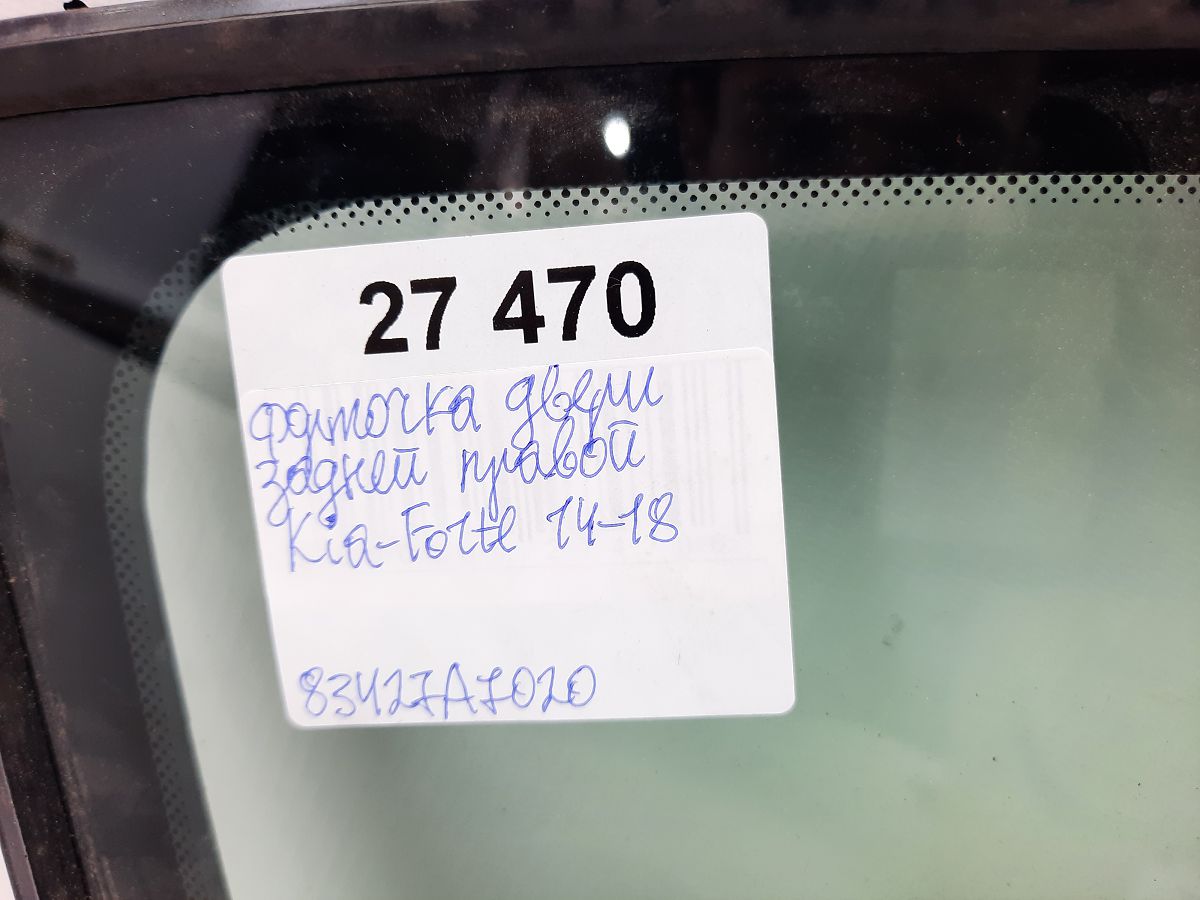 27 470
форточка двери
задней правой
Kia-Forte 14-18
83427A7020